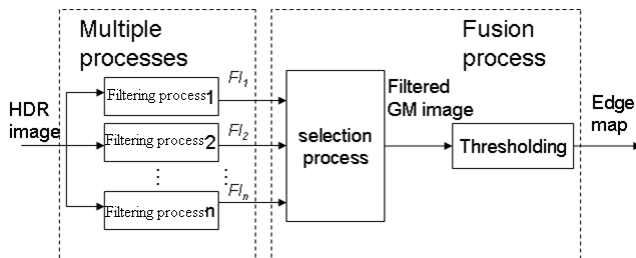 Multiple
processes
Fusion
process
HDR
image
Filtering process1
FI1
Filtering process2
FI2
⋮ ⋮ ⋮
Filtering processn
FIn
selection
process
Filtered
GM image
Thresholding
Edge
map